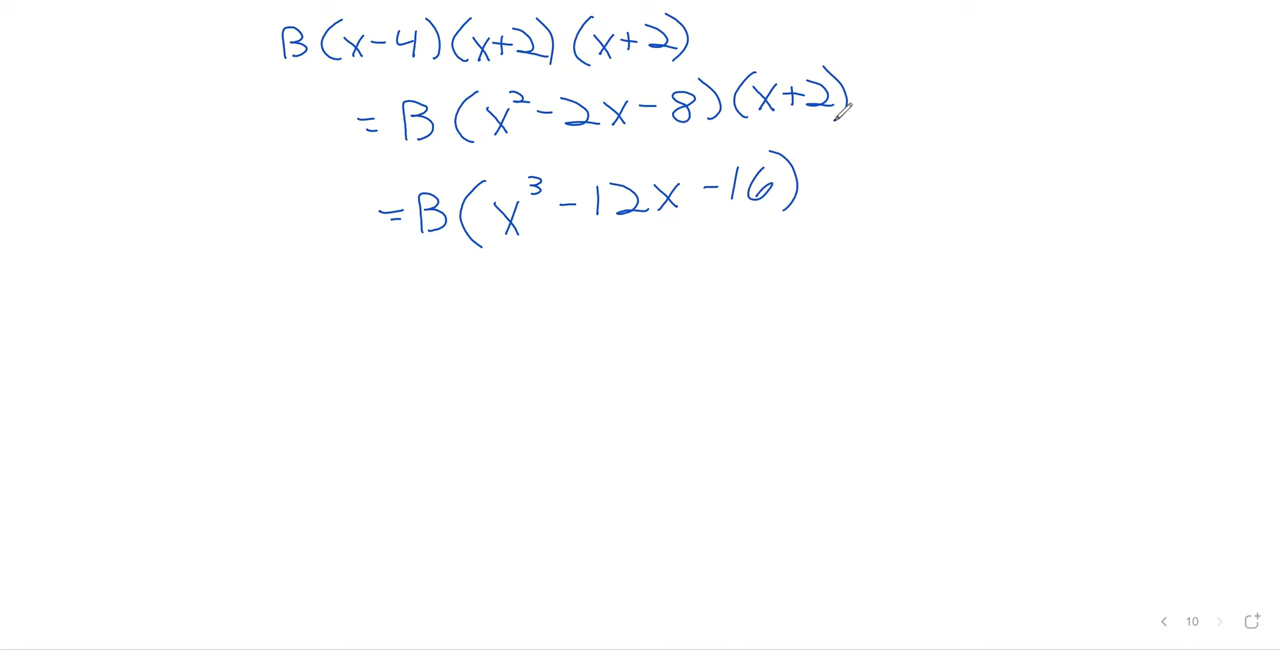 B(x-4)(x+2)(x+2)
= B(x² - 2x - 8)(x+2)
= B(x³ - 12x - 16)
< 10 >